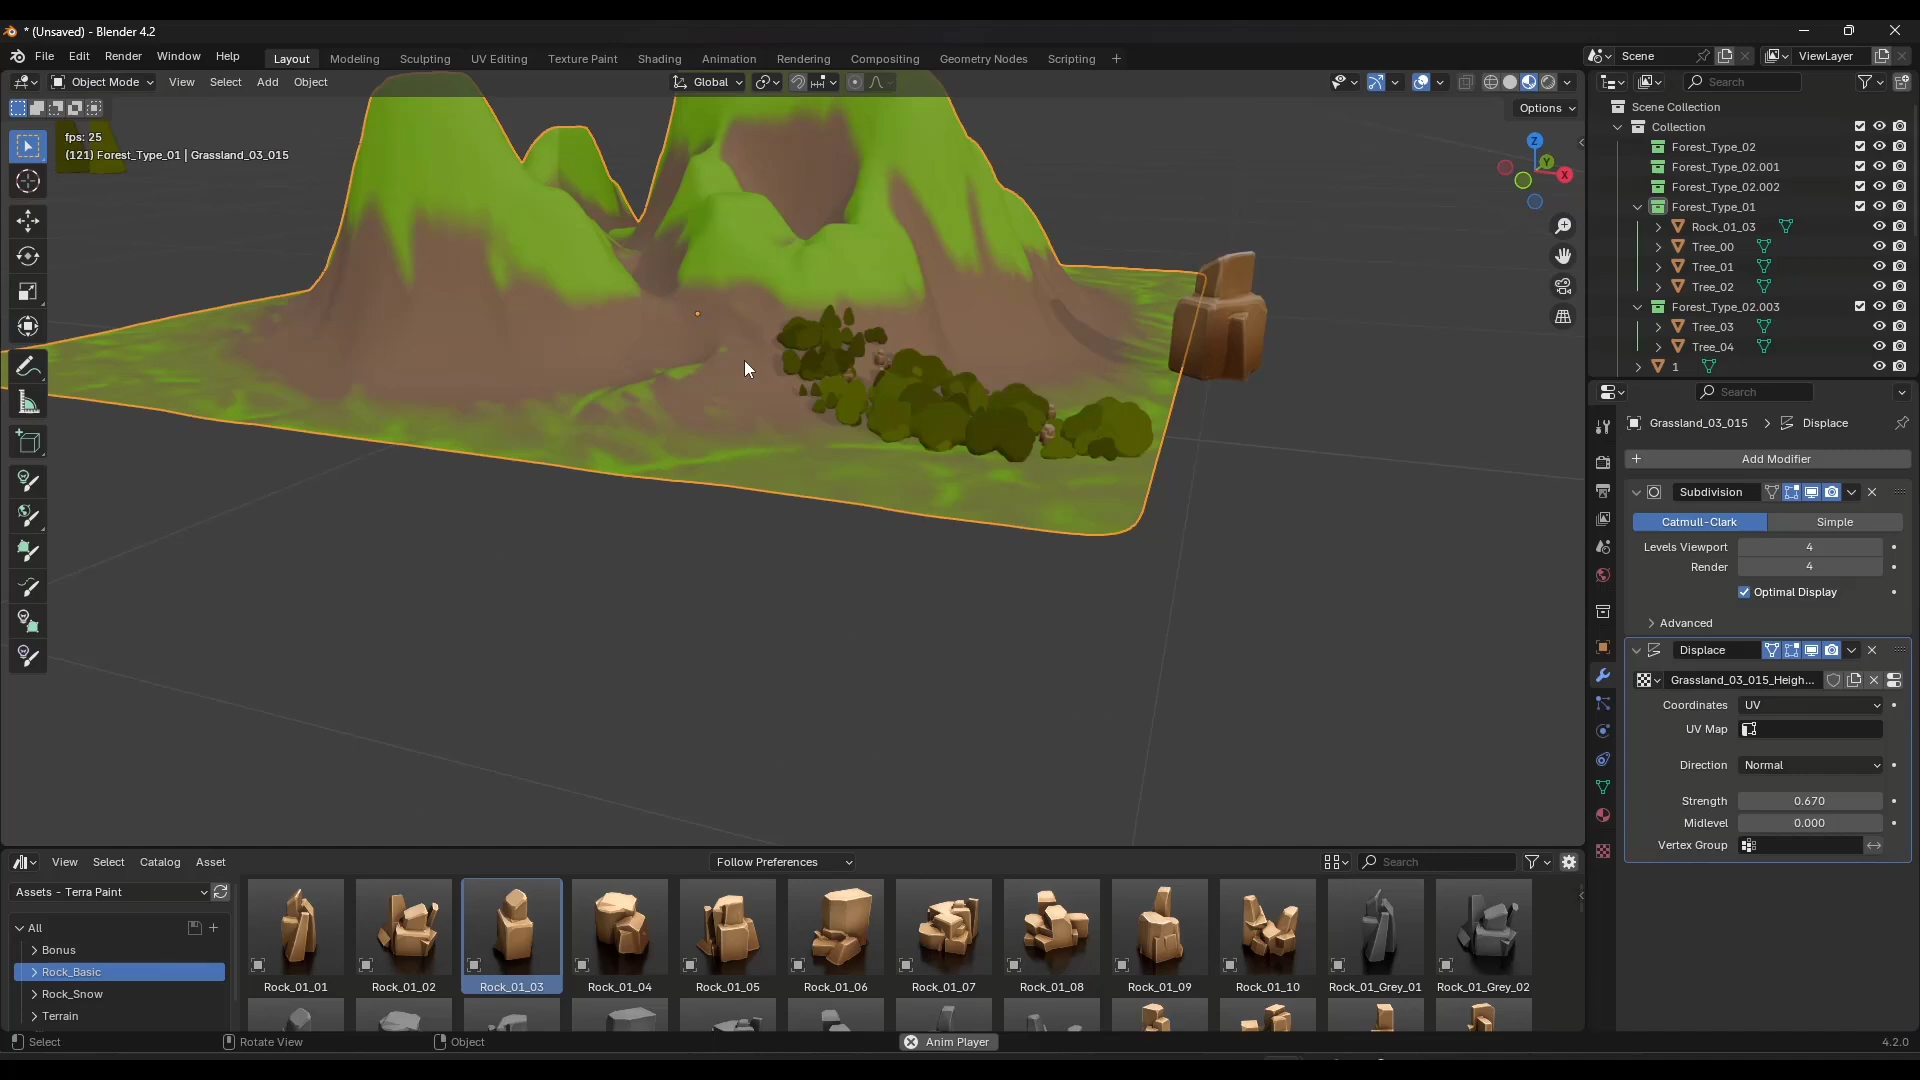 * (Unsaved) - Blender 4.2
File Edit Render Window Help
Layout Modeling Sculpting UV Editing Texture Paint Shading Animation Rendering Compositing Geometry Nodes Scripting +
Scene
ViewLayer
Object Mode View Select Add Object
Global
Options
fps: 25
(121) Forest_Type_01 | Grassland_03_015
Z
Y
X
Search
Scene Collection
Collection
Forest_Type_02
Forest_Type_02.001
Forest_Type_02.002
Forest_Type_01
Rock_01_03
Tree_00
Tree_01
Tree_02
Forest_Type_02.003
Tree_03
Tree_04
1
Search
Grassland_03_015 > Displace
+ Add Modifier
Subdivision
Catmull-Clark Simple
Levels Viewport 4
Render 4
Optimal Display
Advanced
Displace
Grassland_03_015_Heigh...
Coordinates UV
UV Map
Direction Normal
Strength 0.670
Midlevel 0.000
Vertex Group
View Select Catalog Asset
Follow Preferences
Search
Assets - Terra Paint
All
Bonus
Rock_Basic
Rock_Snow
Terrain
Rock_01_01 Rock_01_02 Rock_01_03 Rock_01_04 Rock_01_05 Rock_01_06 Rock_01_07 Rock_01_08 Rock_01_09 Rock_01_10 Rock_01_Grey_01 Rock_01_Grey_02
Select Rotate View Object
Anim Player
4.2.0